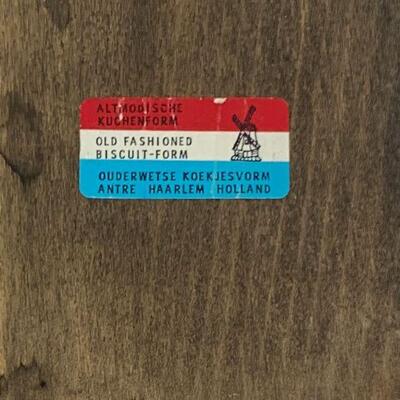 ALTMODISCHE
KUCHENFORM
OLD FASHIONED
BISCUIT-FORM
OUDERWETSE KOEKJESVORM
ANTRE HAARLEM HOLLAND